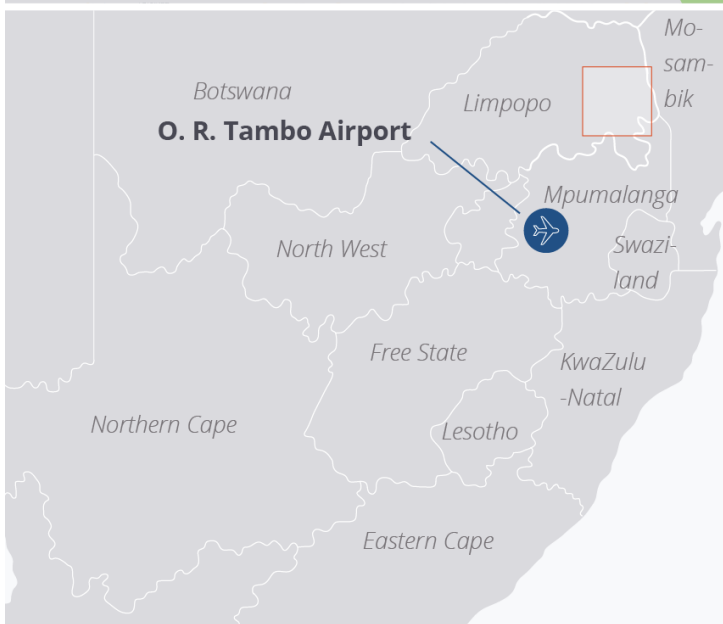 Mo-
sam-
bik
Botswana
Limpopo
O. R. Tambo Airport
Mpumalanga
North West
Swazi-
land
Free State
KwaZulu
-Natal
Northern Cape
Lesotho
Eastern Cape